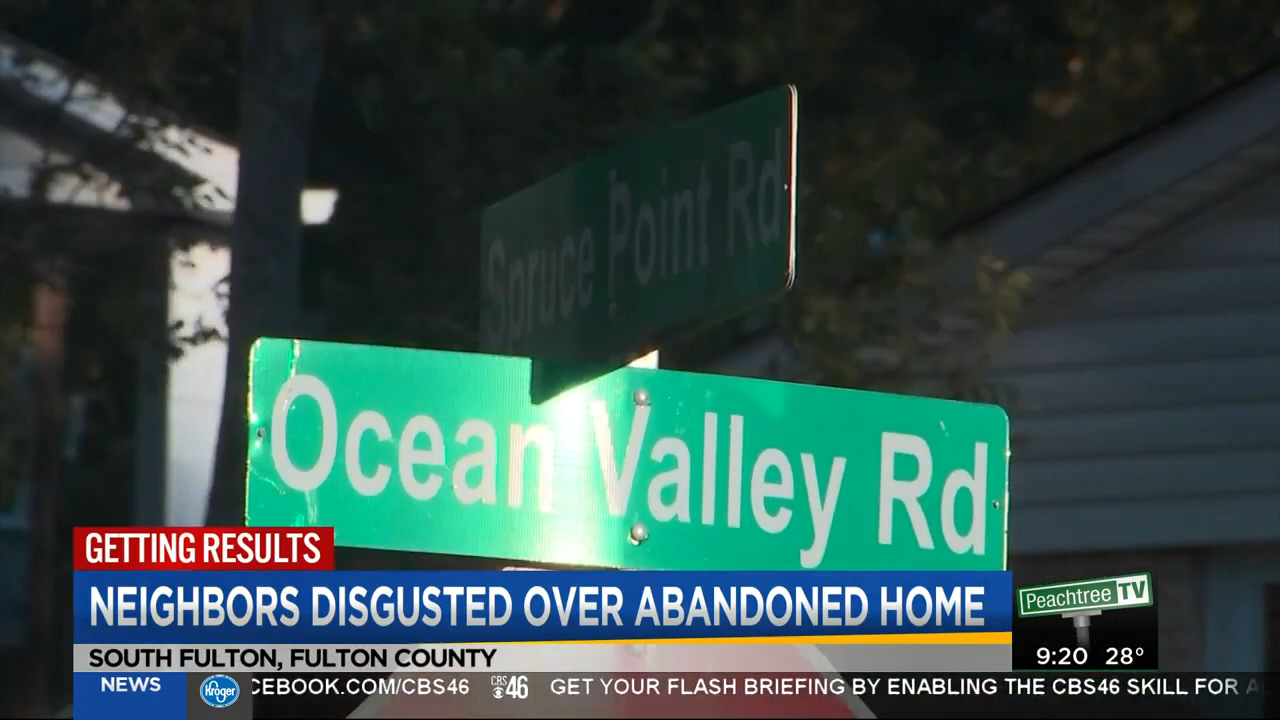 Spruce Point Rd
Ocean Valley Rd
GETTING RESULTS
NEIGHBORS DISGUSTED OVER ABANDONED HOME
SOUTH FULTON, FULTON COUNTY
Peachtree TV
9:20 28°
NEWS
Kroger
CEBOOK.COM/CBS46
CBS 46
GET YOUR FLASH BRIEFING BY ENABLING THE CBS46 SKILL FOR